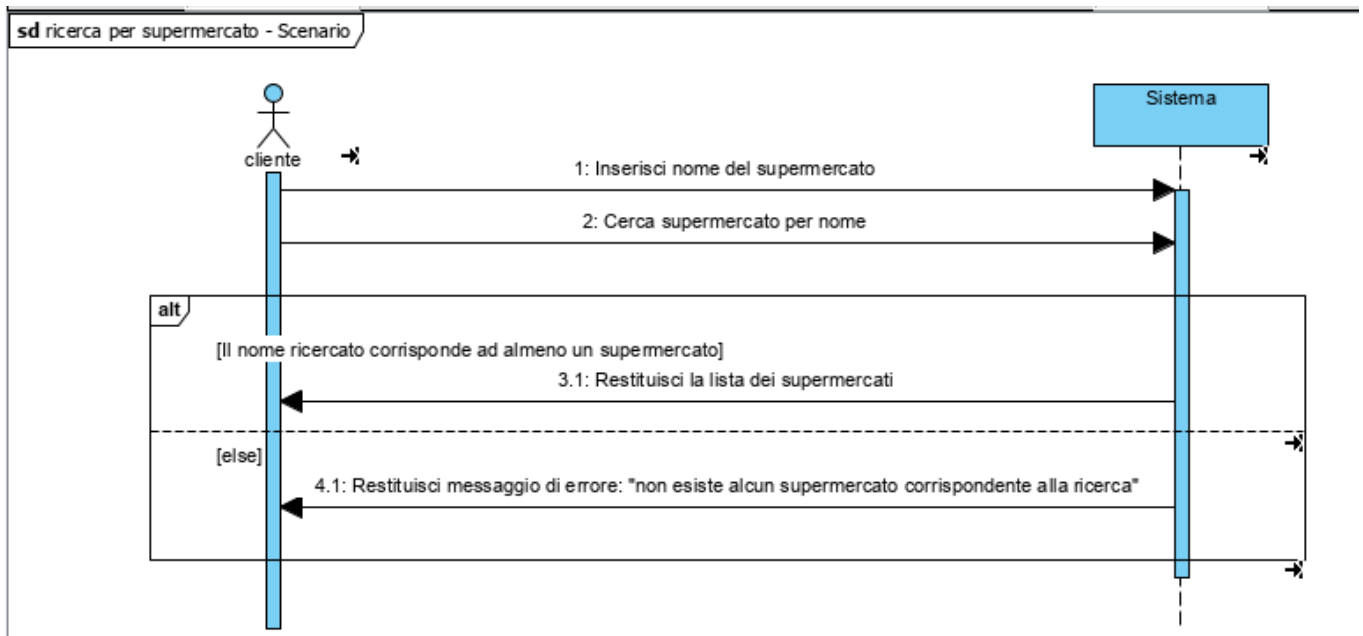 sd ricerca per supermercato - Scenario
Sistema
cliente
1: Inserisci nome del supermercato
2: Cerca supermercato per nome
alt
[Il nome ricercato corrisponde ad almeno un supermercato]
3.1: Restituisci la lista dei supermercati
[else]
4.1: Restituisci messaggio di errore: "non esiste alcun supermercato corrispondente alla ricerca"